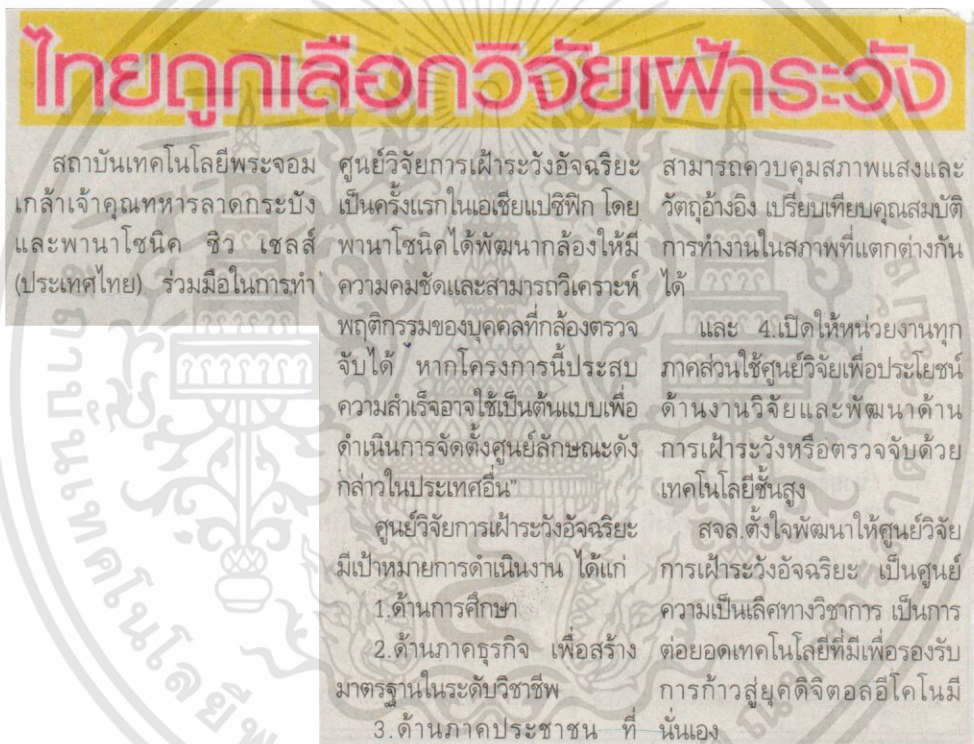 ไทยถูกเลือกวิจัยเฝ้าระวัง
สถาบันเทคโนโลยีพระจอม
เกล้าเจ้าคุณทหารลาดกระบัง
และพานาโซนิค ซิว เซลส์
(ประเทศไทย) ร่วมมือในการทำ
ศูนย์วิจัยการเฝ้าระวังอัจฉริยะ
เป็นครั้งแรกในเอเชียแปซิฟิก โดย
พานาโซนิคได้พัฒนากล้องให้มี
ความคมชัดและสามารถวิเคราะห์
พฤติกรรมของบุคคลที่กล้องตรวจ
จับได้ หากโครงการนี้ประสบ
ความสำเร็จอาจใช้เป็นต้นแบบเพื่อ
ดำเนินการจัดตั้งศูนย์ลักษณะดัง
กล่าวในประเทศอื่น"
ศูนย์วิจัยการเฝ้าระวังอัจฉริยะ
มีเป้าหมายการดำเนินงาน ได้แก่
1.ด้านการศึกษา
2.ด้านภาคธุรกิจ เพื่อสร้าง
มาตรฐานในระดับวิชาชีพ
3.ด้านภาคประชาชน ที่
สามารถควบคุมสภาพแสงและ
วัตถุอ้างอิง เปรียบเทียบคุณสมบัติ
การทำงานในสภาพที่แตกต่างกัน
ได้
และ 4.เปิดให้หน่วยงานทุก
ภาคส่วนใช้ศูนย์วิจัยเพื่อประโยชน์
ด้านงานวิจัยและพัฒนาด้าน
การเฝ้าระวังหรือตรวจจับด้วย
เทคโนโลยีชั้นสูง
สจล.ตั้งใจพัฒนาให้ศูนย์วิจัย
การเฝ้าระวังอัจฉริยะ เป็นศูนย์
ความเป็นเลิศทางวิชาการ เป็นการ
ต่อยอดเทคโนโลยีที่มีเพื่อรองรับ
การก้าวสู่ยุคดิจิตอลอีโคโนมี
นั่นเอง